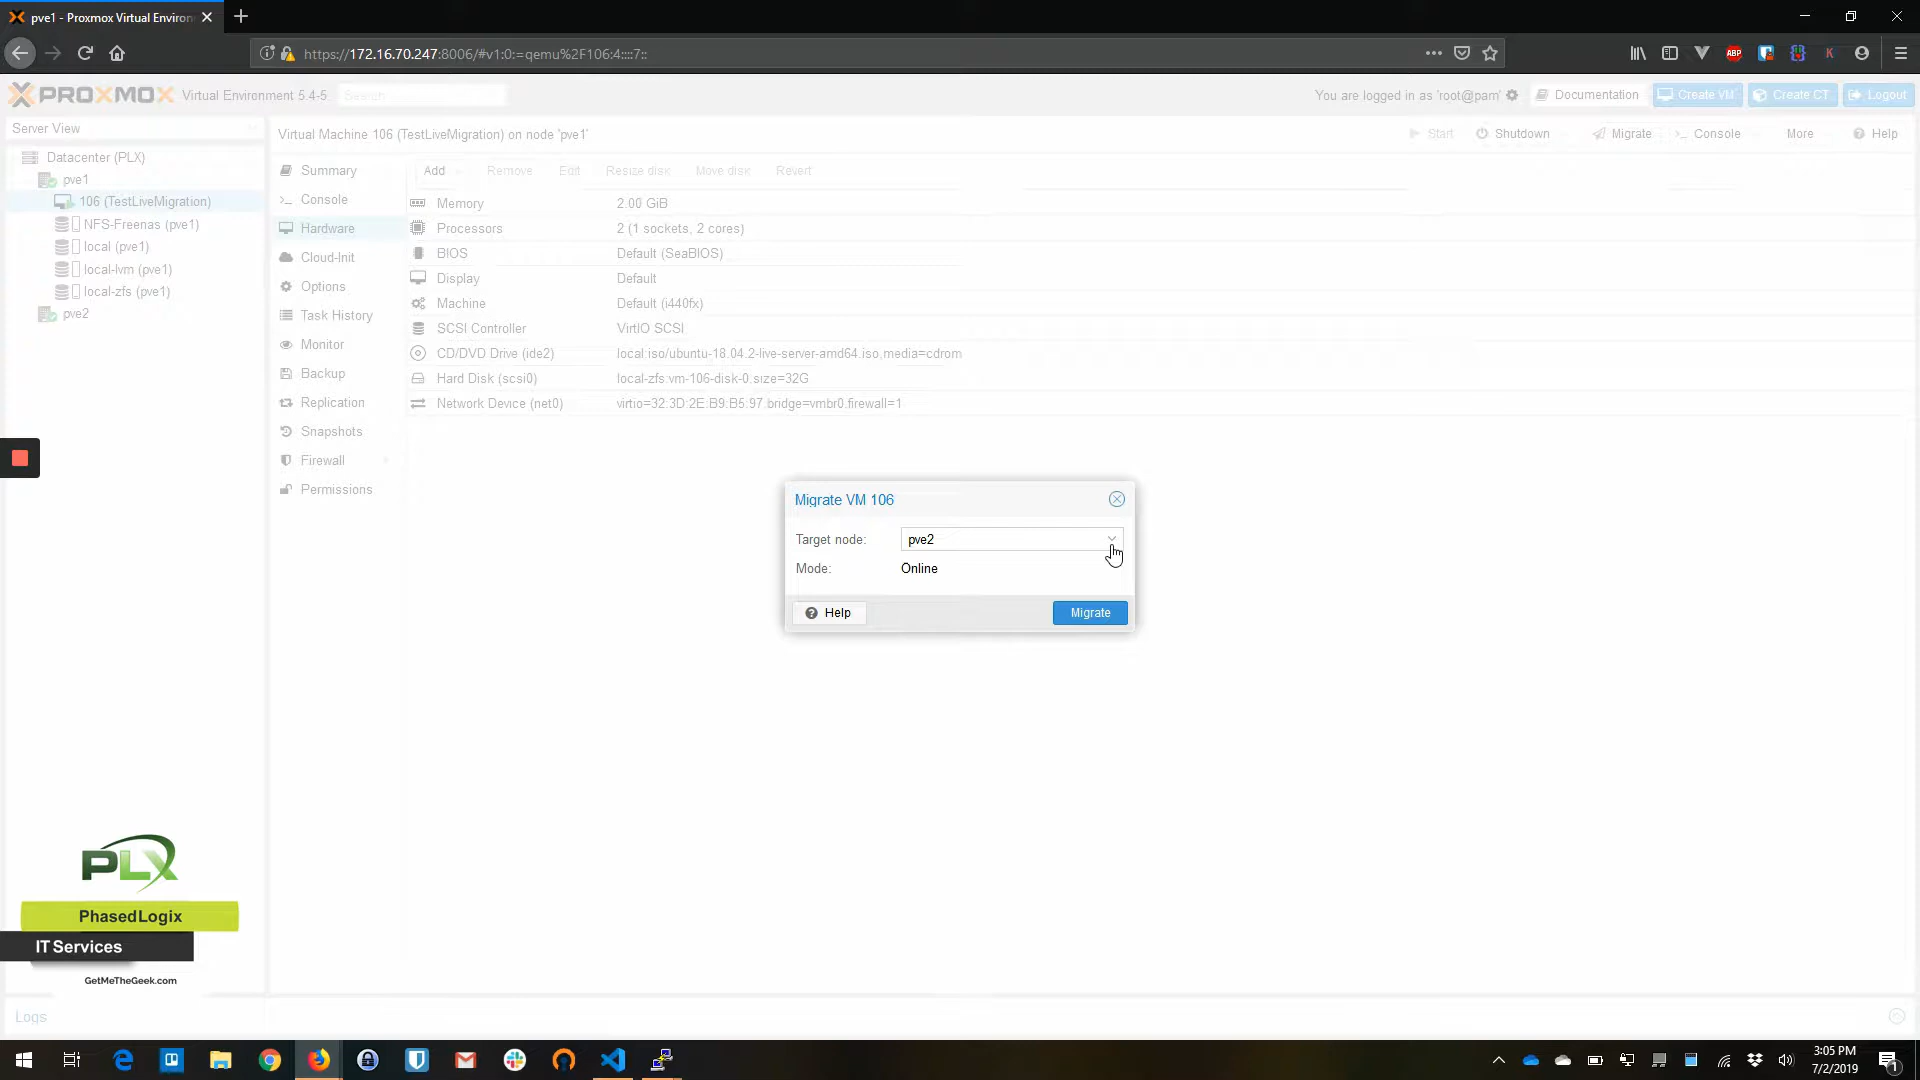 pve1 - Proxmox Virtual Environ
https://172.16.70.247:8006/#v1:0:=qemu%2F106:4::::7::
ABP
K
PROXMOX Virtual Environment 5.4-5 Search
You are logged in as 'root@pam' Documentation Create VM Create CT Logout
Server View
Datacenter (PLX)
pve1
106 (TestLiveMigration)
NFS-Freenas (pve1)
local (pve1)
local-lvm (pve1)
local-zfs (pve1)
pve2
Virtual Machine 106 (TestLiveMigration) on node 'pve1'
Start Shutdown Migrate >_ Console More Help
Summary
>_ Console
Hardware
Cloud-Init
Options
Task History
Monitor
Backup
Replication
Snapshots
Firewall
Permissions
Add Remove Edit Resize disk Move disk Revert
Memory 2.00 GiB
Processors 2 (1 sockets, 2 cores)
BIOS Default (SeaBIOS)
Display Default
Machine Default (i440fx)
SCSI Controller VirtIO SCSI
CD/DVD Drive (ide2) local:iso/ubuntu-18.04.2-live-server-amd64.iso,media=cdrom
Hard Disk (scsi0) local-zfs:vm-106-disk-0,size=32G
Network Device (net0) virtio=32:3D:2E:B9:B5:97,bridge=vmbr0,firewall=1
Migrate VM 106
Target node: pve2
Mode: Online
Help Migrate
PLX
PhasedLogix
IT Services
GetMeTheGeek.com
Logs
3:05 PM
7/2/2019
1